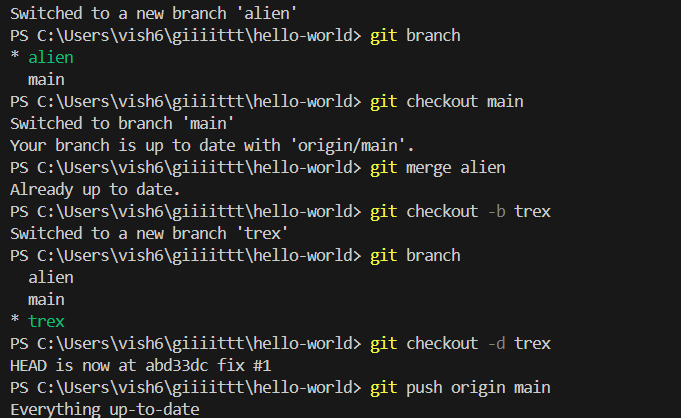 Switched to a new branch 'alien'
PS C:\Users\vish6\giiiittt\hello-world> git branch
* alien
  main
PS C:\Users\vish6\giiiittt\hello-world> git checkout main
Switched to branch 'main'
Your branch is up to date with 'origin/main'.
PS C:\Users\vish6\giiiittt\hello-world> git merge alien
Already up to date.
PS C:\Users\vish6\giiiittt\hello-world> git checkout -b trex
Switched to a new branch 'trex'
PS C:\Users\vish6\giiiittt\hello-world> git branch
  alien
  main
* trex
PS C:\Users\vish6\giiiittt\hello-world> git checkout -d trex
HEAD is now at abd33dc fix #1
PS C:\Users\vish6\giiiittt\hello-world> git push origin main
Everything up-to-date